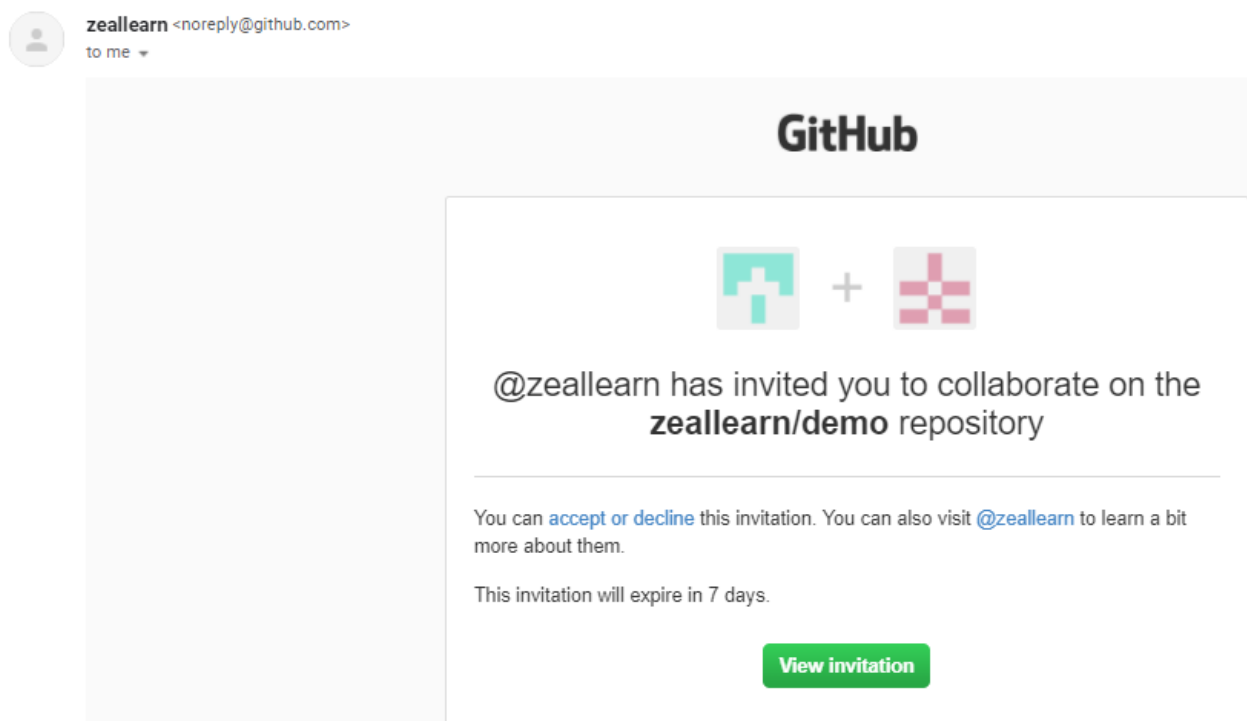 zeallearn <noreply@github.com>
to me
GitHub
@zeallearn has invited you to collaborate on the
zeallearn/demo repository
You can accept or decline this invitation. You can also visit @zeallearn to learn a bit
more about them.
This invitation will expire in 7 days.
View invitation